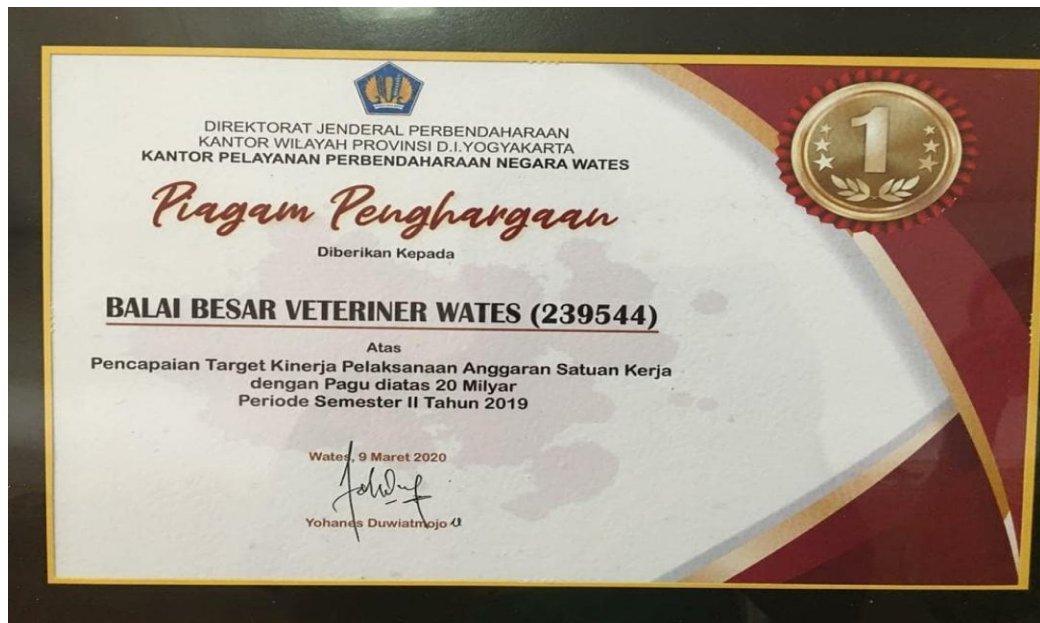 DIREKTORAT JENDERAL PERBENDAHARAAN
KANTOR WILAYAH PROVINSI D.I.YOGYAKARTA
KANTOR PELAYANAN PERBENDAHARAAN NEGARA WATES
Piagam Penghargaan
Diberikan Kepada
BALAI BESAR VETERINER WATES (239544)
Atas
Pencapaian Target Kinerja Pelaksanaan Anggaran Satuan Kerja
dengan Pagu diatas 20 Milyar
Periode Semester II Tahun 2019
Wates, 9 Maret 2020
Yohanes Duwiatmojo
1